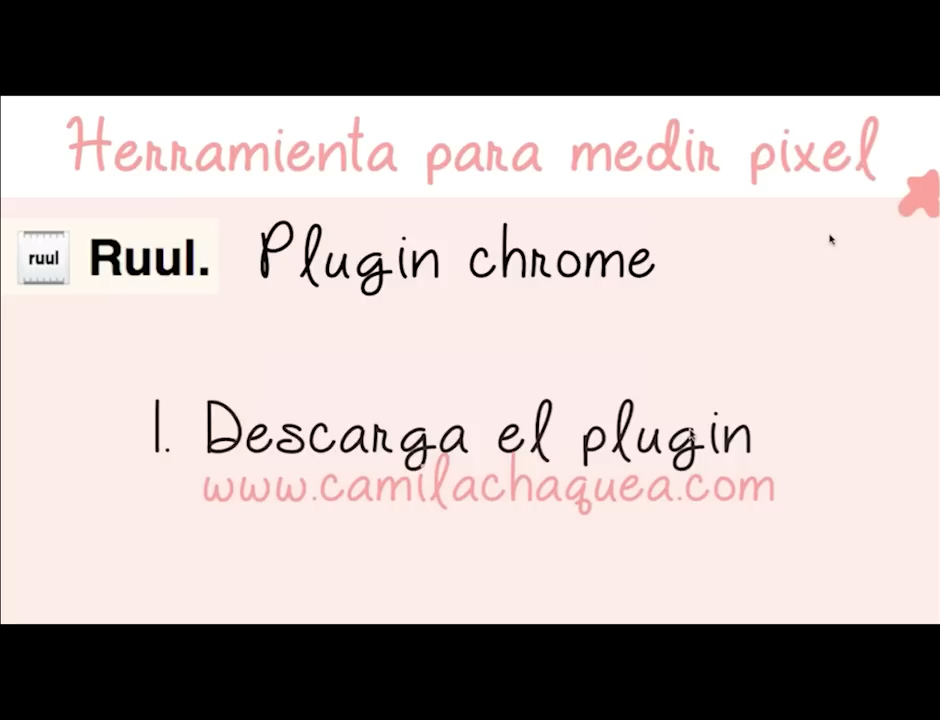 Herramienta para medir pixel
ruul Ruul. Plugin chrome
1. Descarga el plugin
www.camilachaquea.com